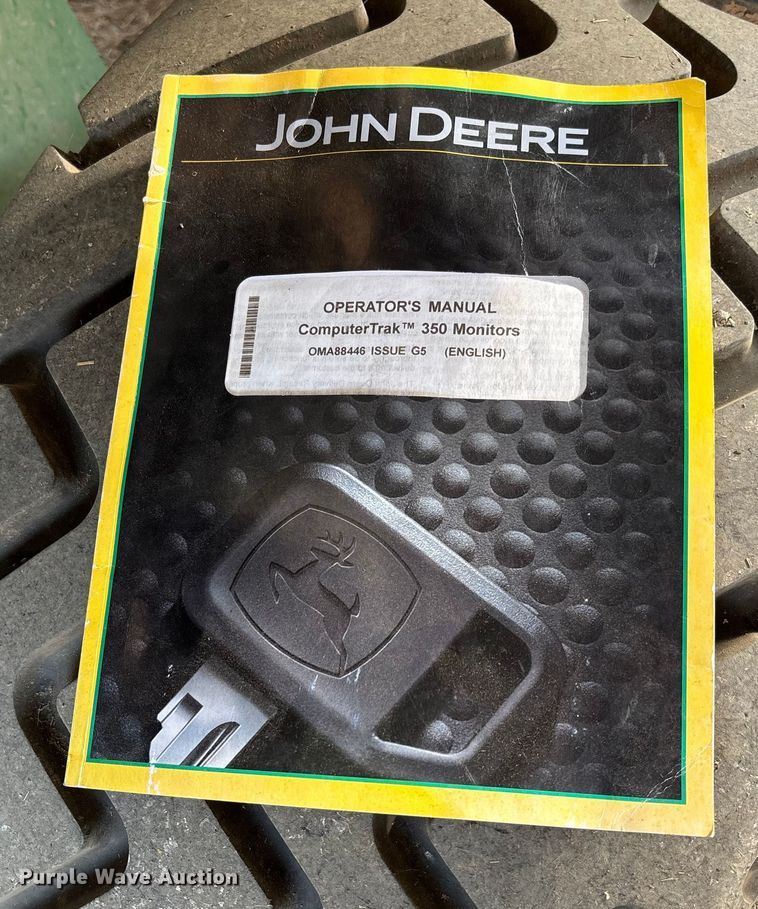 JOHN DEERE
OPERATOR'S MANUAL
ComputerTrak™ 350 Monitors
OMA88446 ISSUE G5 (ENGLISH)
Purple Wave Auction